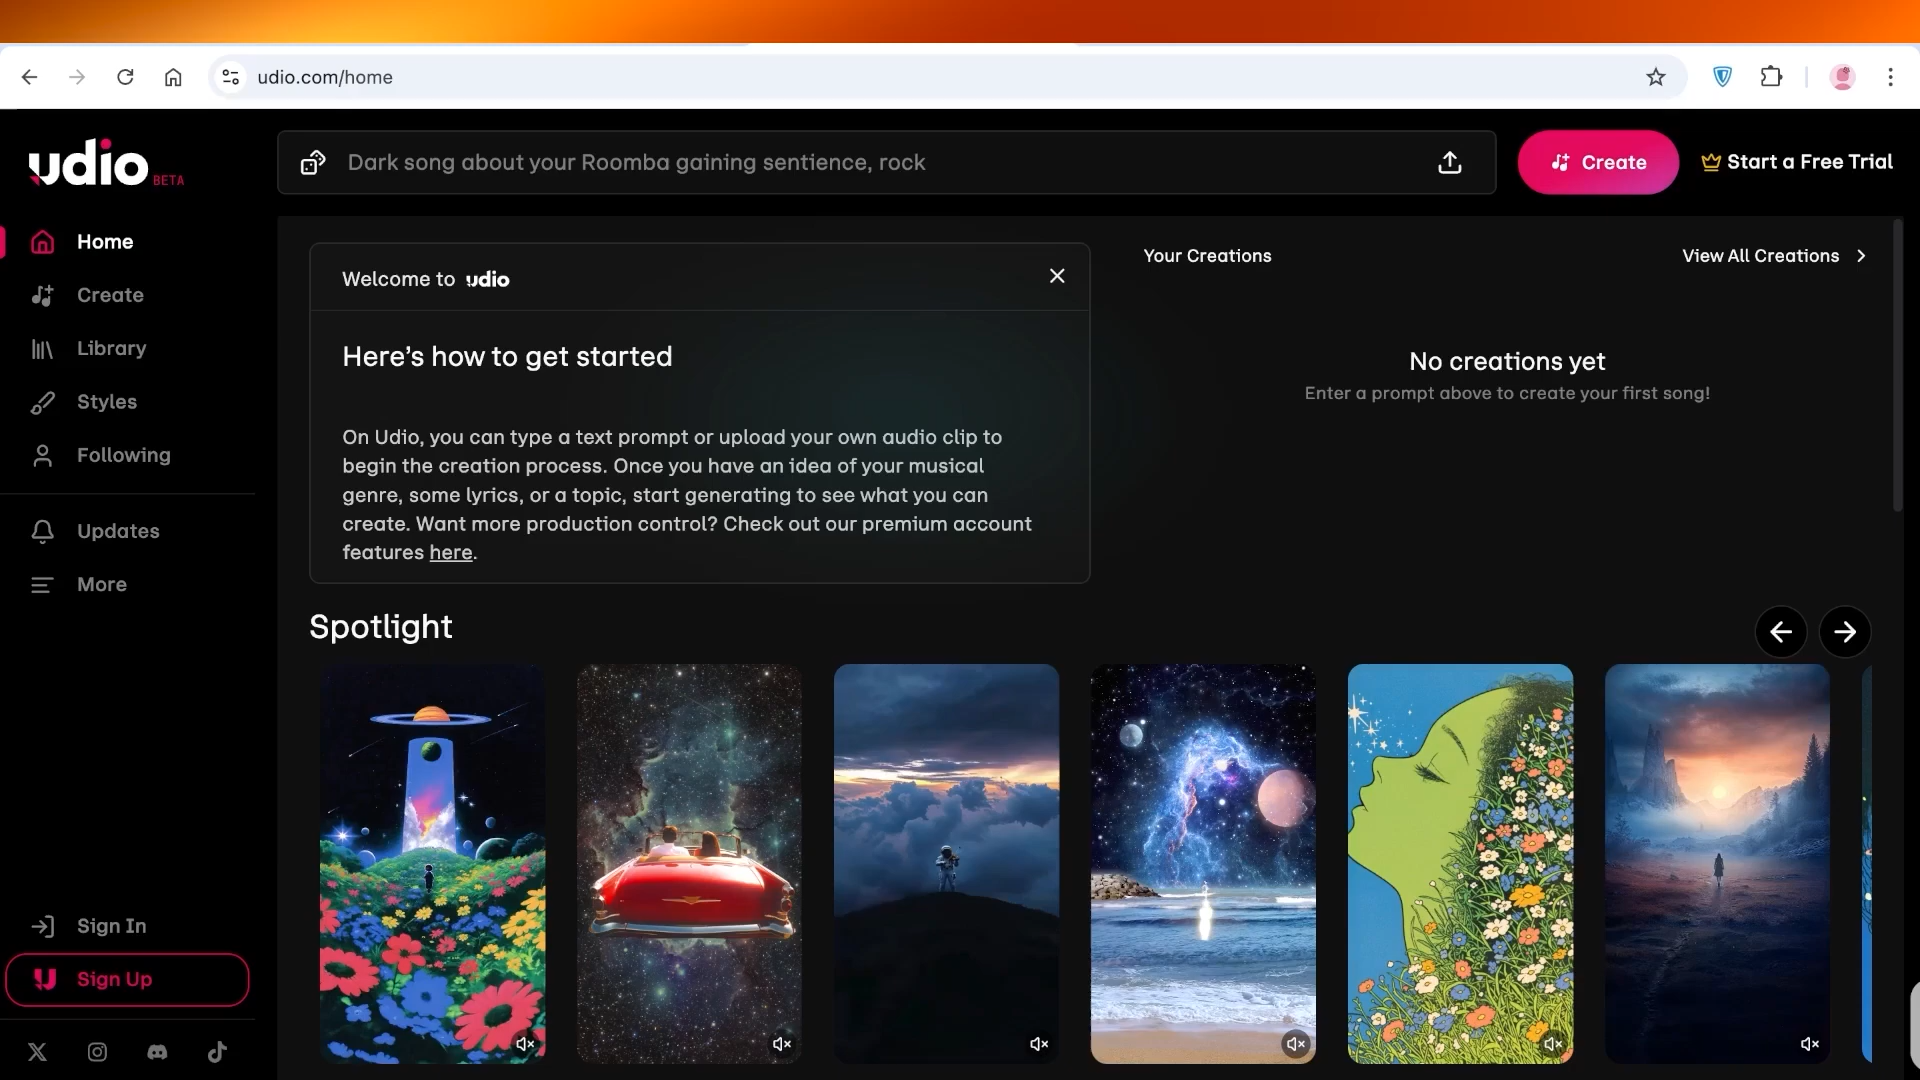 udio.com/home
udio BETA
Dark song about your Roomba gaining sentience, rock
Create
Start a Free Trial
Home
Create
Library
Styles
Following
Updates
More
Sign In
Sign Up
Welcome to udio
Here's how to get started
On Udio, you can type a text prompt or upload your own audio clip to
begin the creation process. Once you have an idea of your musical
genre, some lyrics, or a topic, start generating to see what you can
create. Want more production control? Check out our premium account
features here.
Your Creations
View All Creations
No creations yet
Enter a prompt above to create your first song!
Spotlight